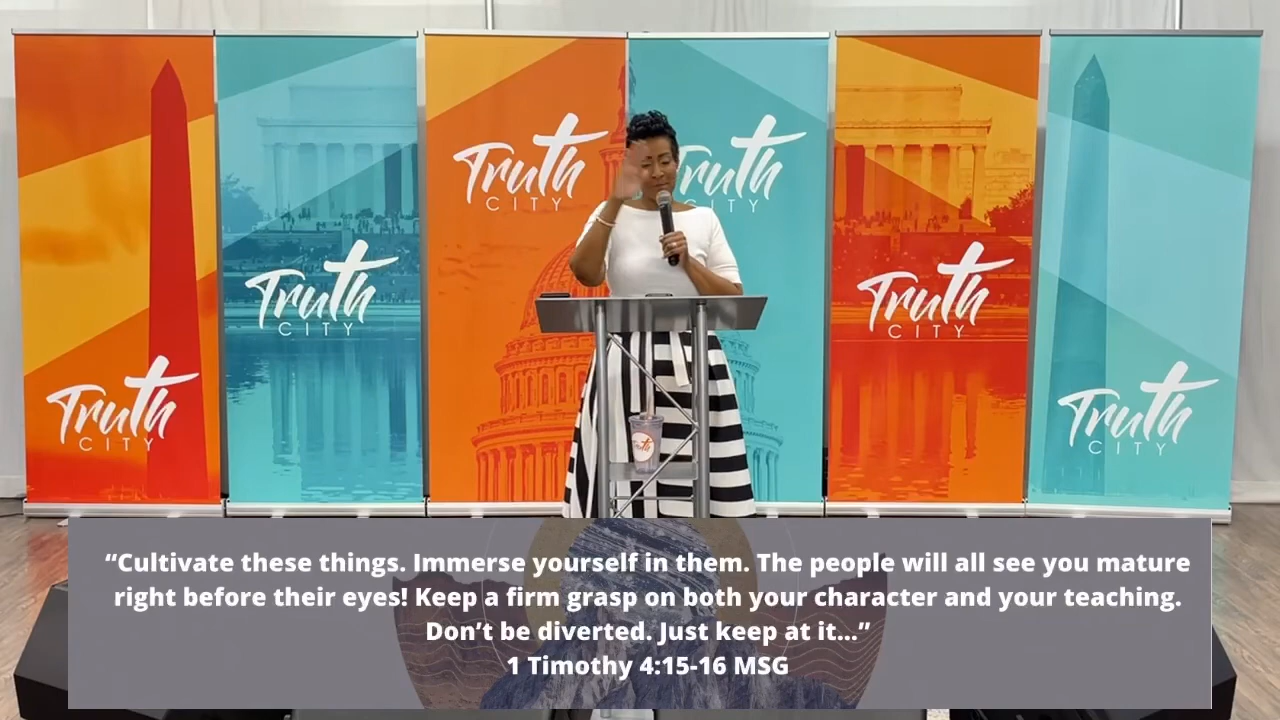 Truth
CITY
Truth
CITY
Truth
CITY
Truth
CITY
Truth
CITY
Truth
CITY
Truth
“Cultivate these things. Immerse yourself in them. The people will all see you mature
right before their eyes! Keep a firm grasp on both your character and your teaching.
Don’t be diverted. Just keep at it...”
1 Timothy 4:15-16 MSG